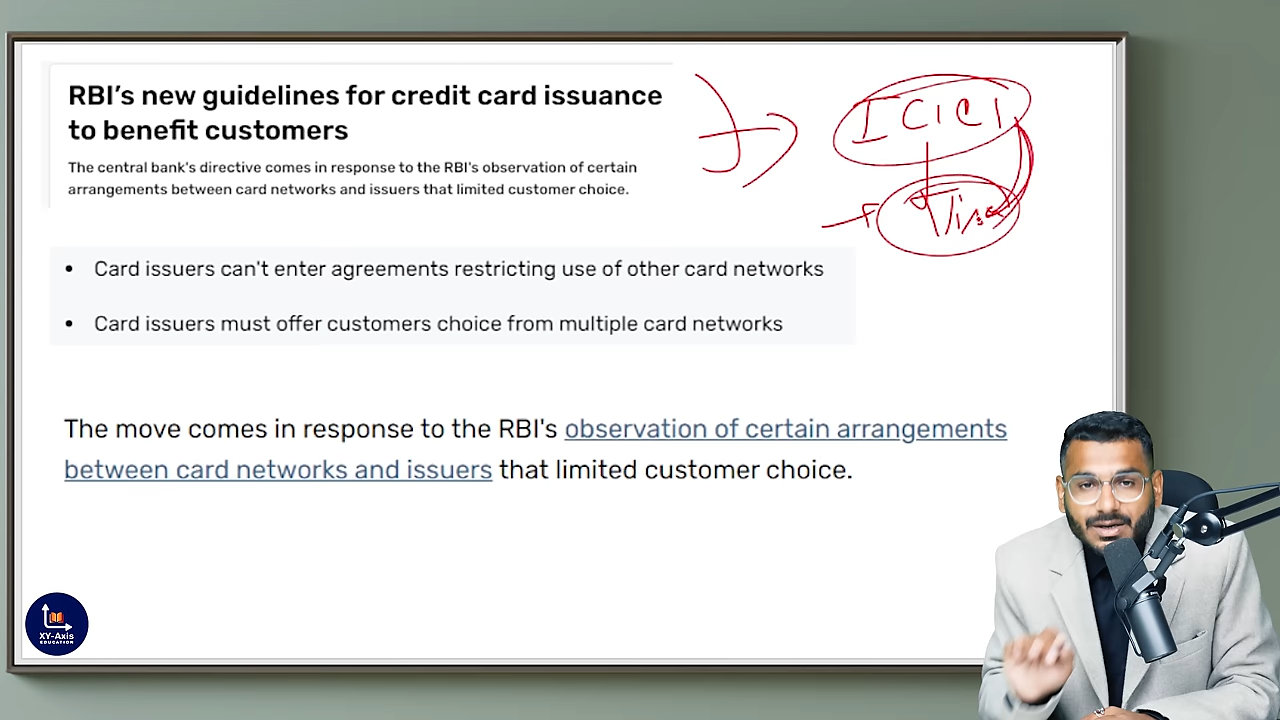 RBI’s new guidelines for credit card issuance
to benefit customers
The central bank's directive comes in response to the RBI's observation of certain
arrangements between card networks and issuers that limited customer choice.
ICICI
Visa
• Card issuers can't enter agreements restricting use of other card networks
• Card issuers must offer customers choice from multiple card networks
The move comes in response to the RBI's observation of certain arrangements
between card networks and issuers that limited customer choice.
XY-Axis
EDUCATION